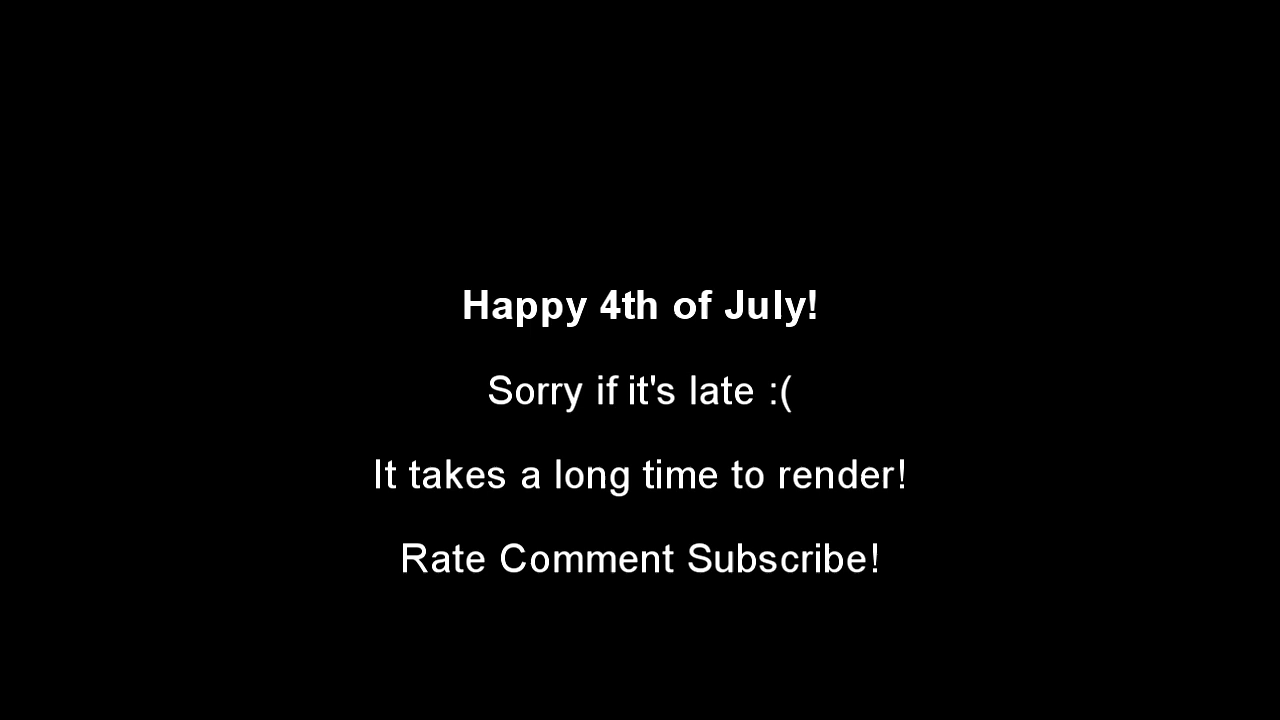 Happy 4th of July!
Sorry if it's late :(
It takes a long time to render!
Rate Comment Subscribe!